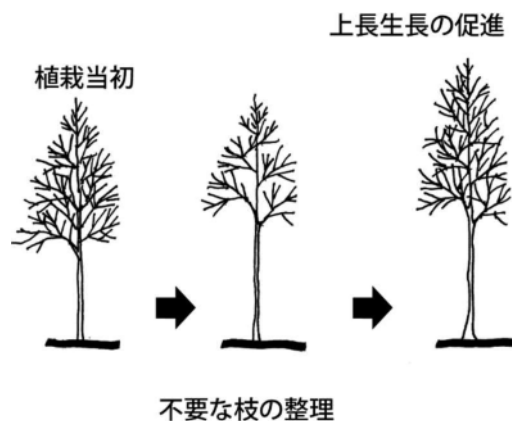 植栽当初
上長生長の促進
不要な枝の整理